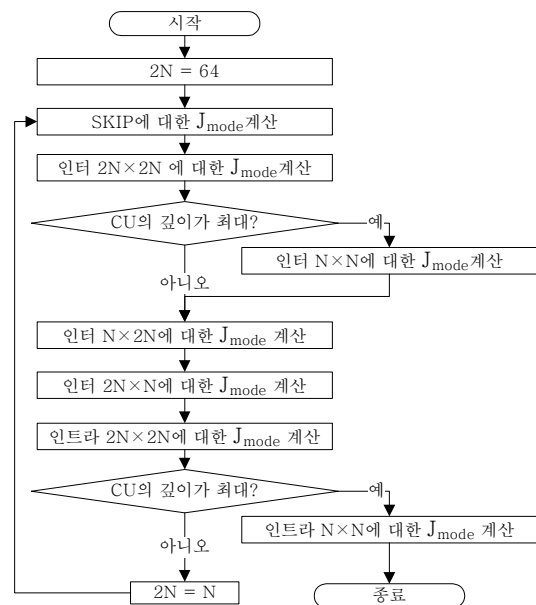 시작
2N = 64
SKIP에 대한 Jmode계산
인터 2N×2N 에 대한 Jmode계산
CU의 깊이가 최대?
예
인터 N×N에 대한 Jmode계산
아니오
인터 N×2N에 대한 Jmode 계산
인터 2N×N에 대한 Jmode 계산
인트라 2N×2N에 대한 Jmode 계산
CU의 깊이가 최대?
예
인트라 N×N에 대한 Jmode 계산
아니오
2N = N
종료